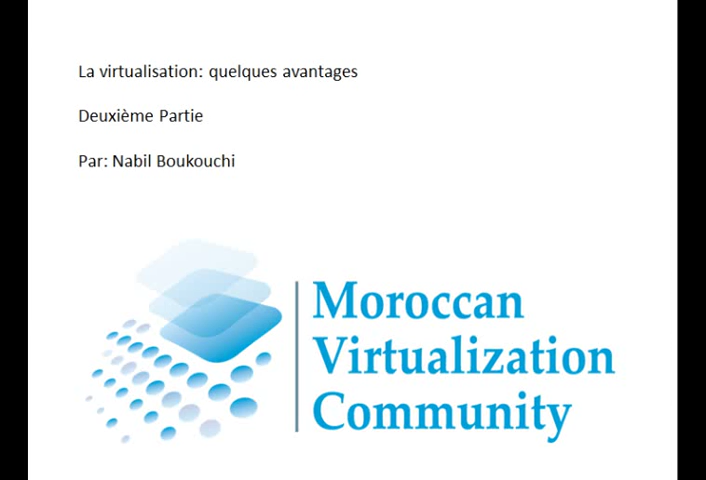 La virtualisation: quelques avantages
Deuxième Partie
Par: Nabil Boukouchi
Moroccan
Virtualization
Community